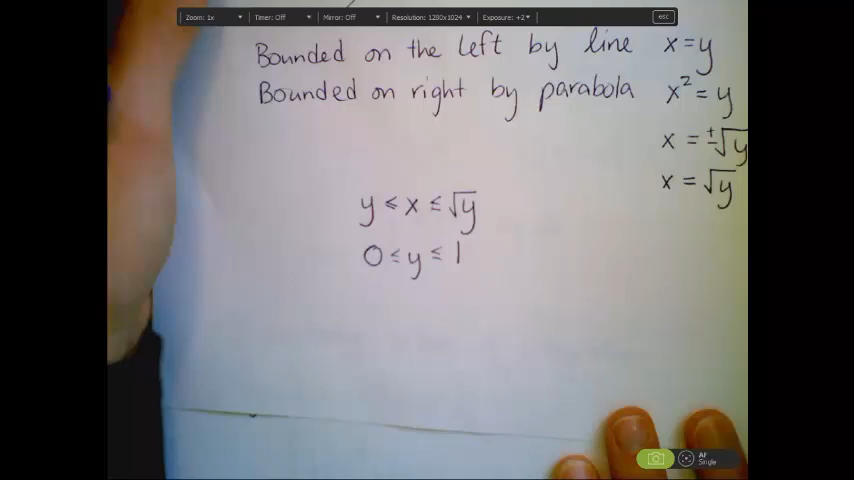 Zoom: 1x Timer: Off Mirror: Off Resolution: 1280x1024 Exposure: +2 esc
Bounded on the left by line x = y
Bounded on right by parabola x² = y
x = ±√y
x = √y
y ≤ x ≤ √y
0 ≤ y ≤ 1
AF
Single